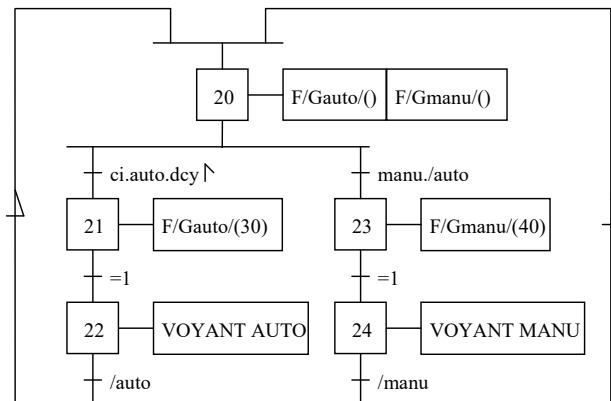 20 F/Gauto/() F/Gmanu/()
ci.auto.dcy manu./auto
21 F/Gauto/(30) 23 F/Gmanu/(40)
=1 =1
22 VOYANT AUTO 24 VOYANT MANU
/auto /manu